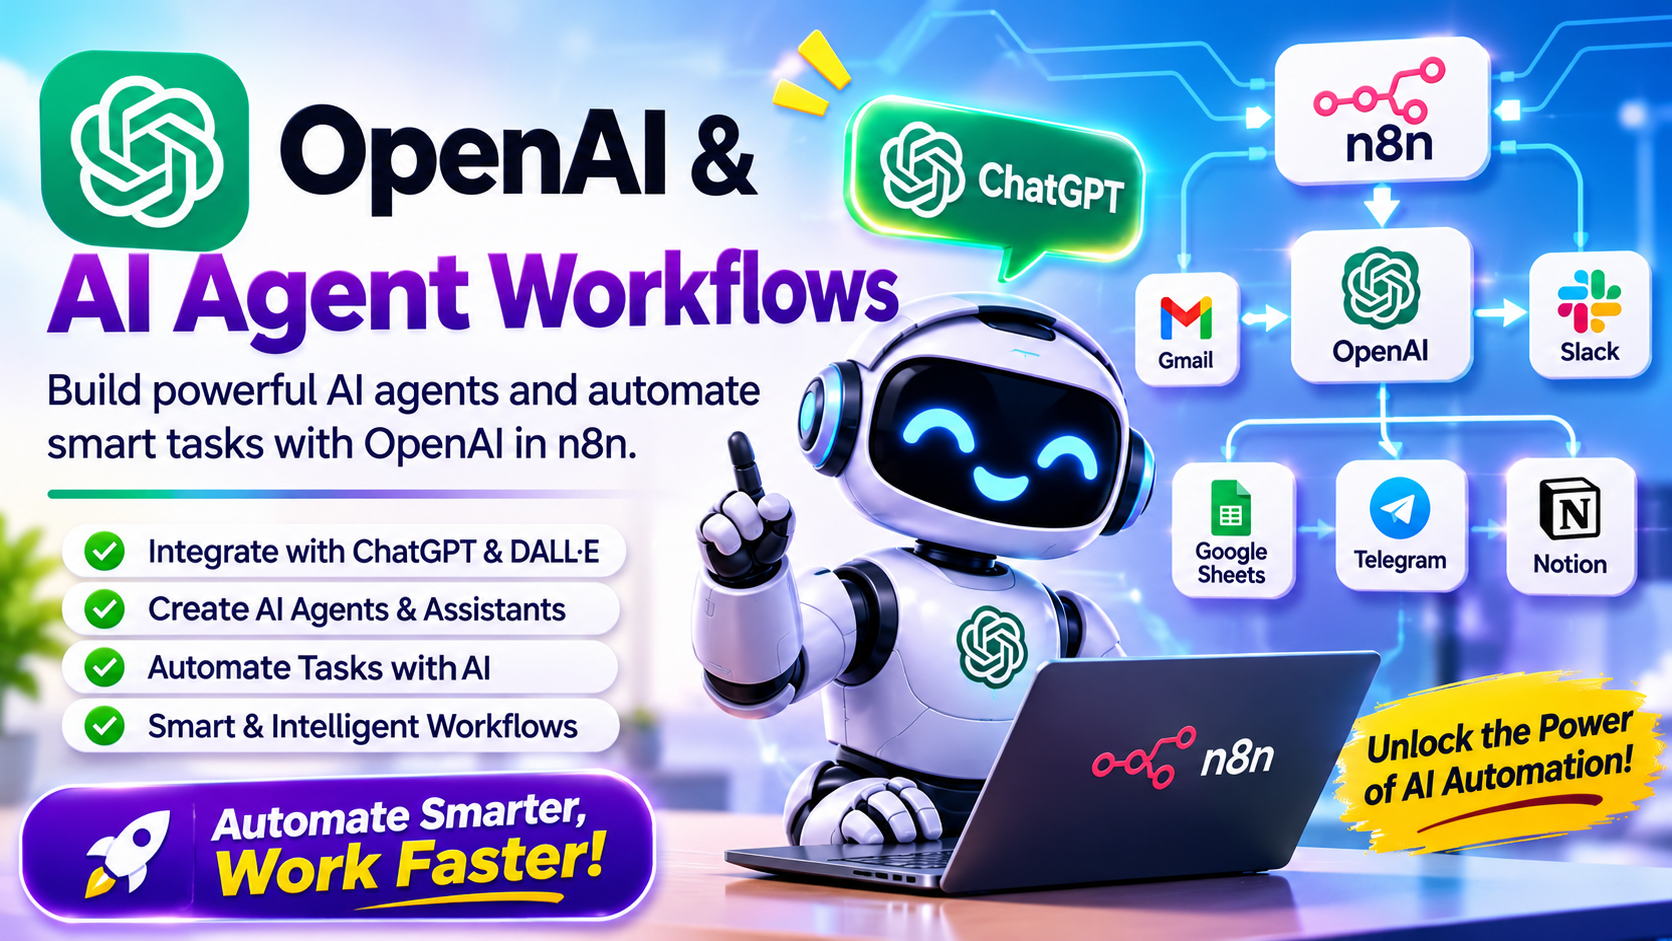 OpenAI &
AI Agent Workflows
Build powerful AI agents and automate
smart tasks with OpenAI in n8n.
Integrate with ChatGPT & DALL·E
Create AI Agents & Assistants
Automate Tasks with AI
Smart & Intelligent Workflows
Automate Smarter,
Work Faster!
ChatGPT
n8n
Gmail
OpenAI
Slack
Google
Sheets
Telegram
N
Notion
n8n
Unlock the Power
of AI Automation!